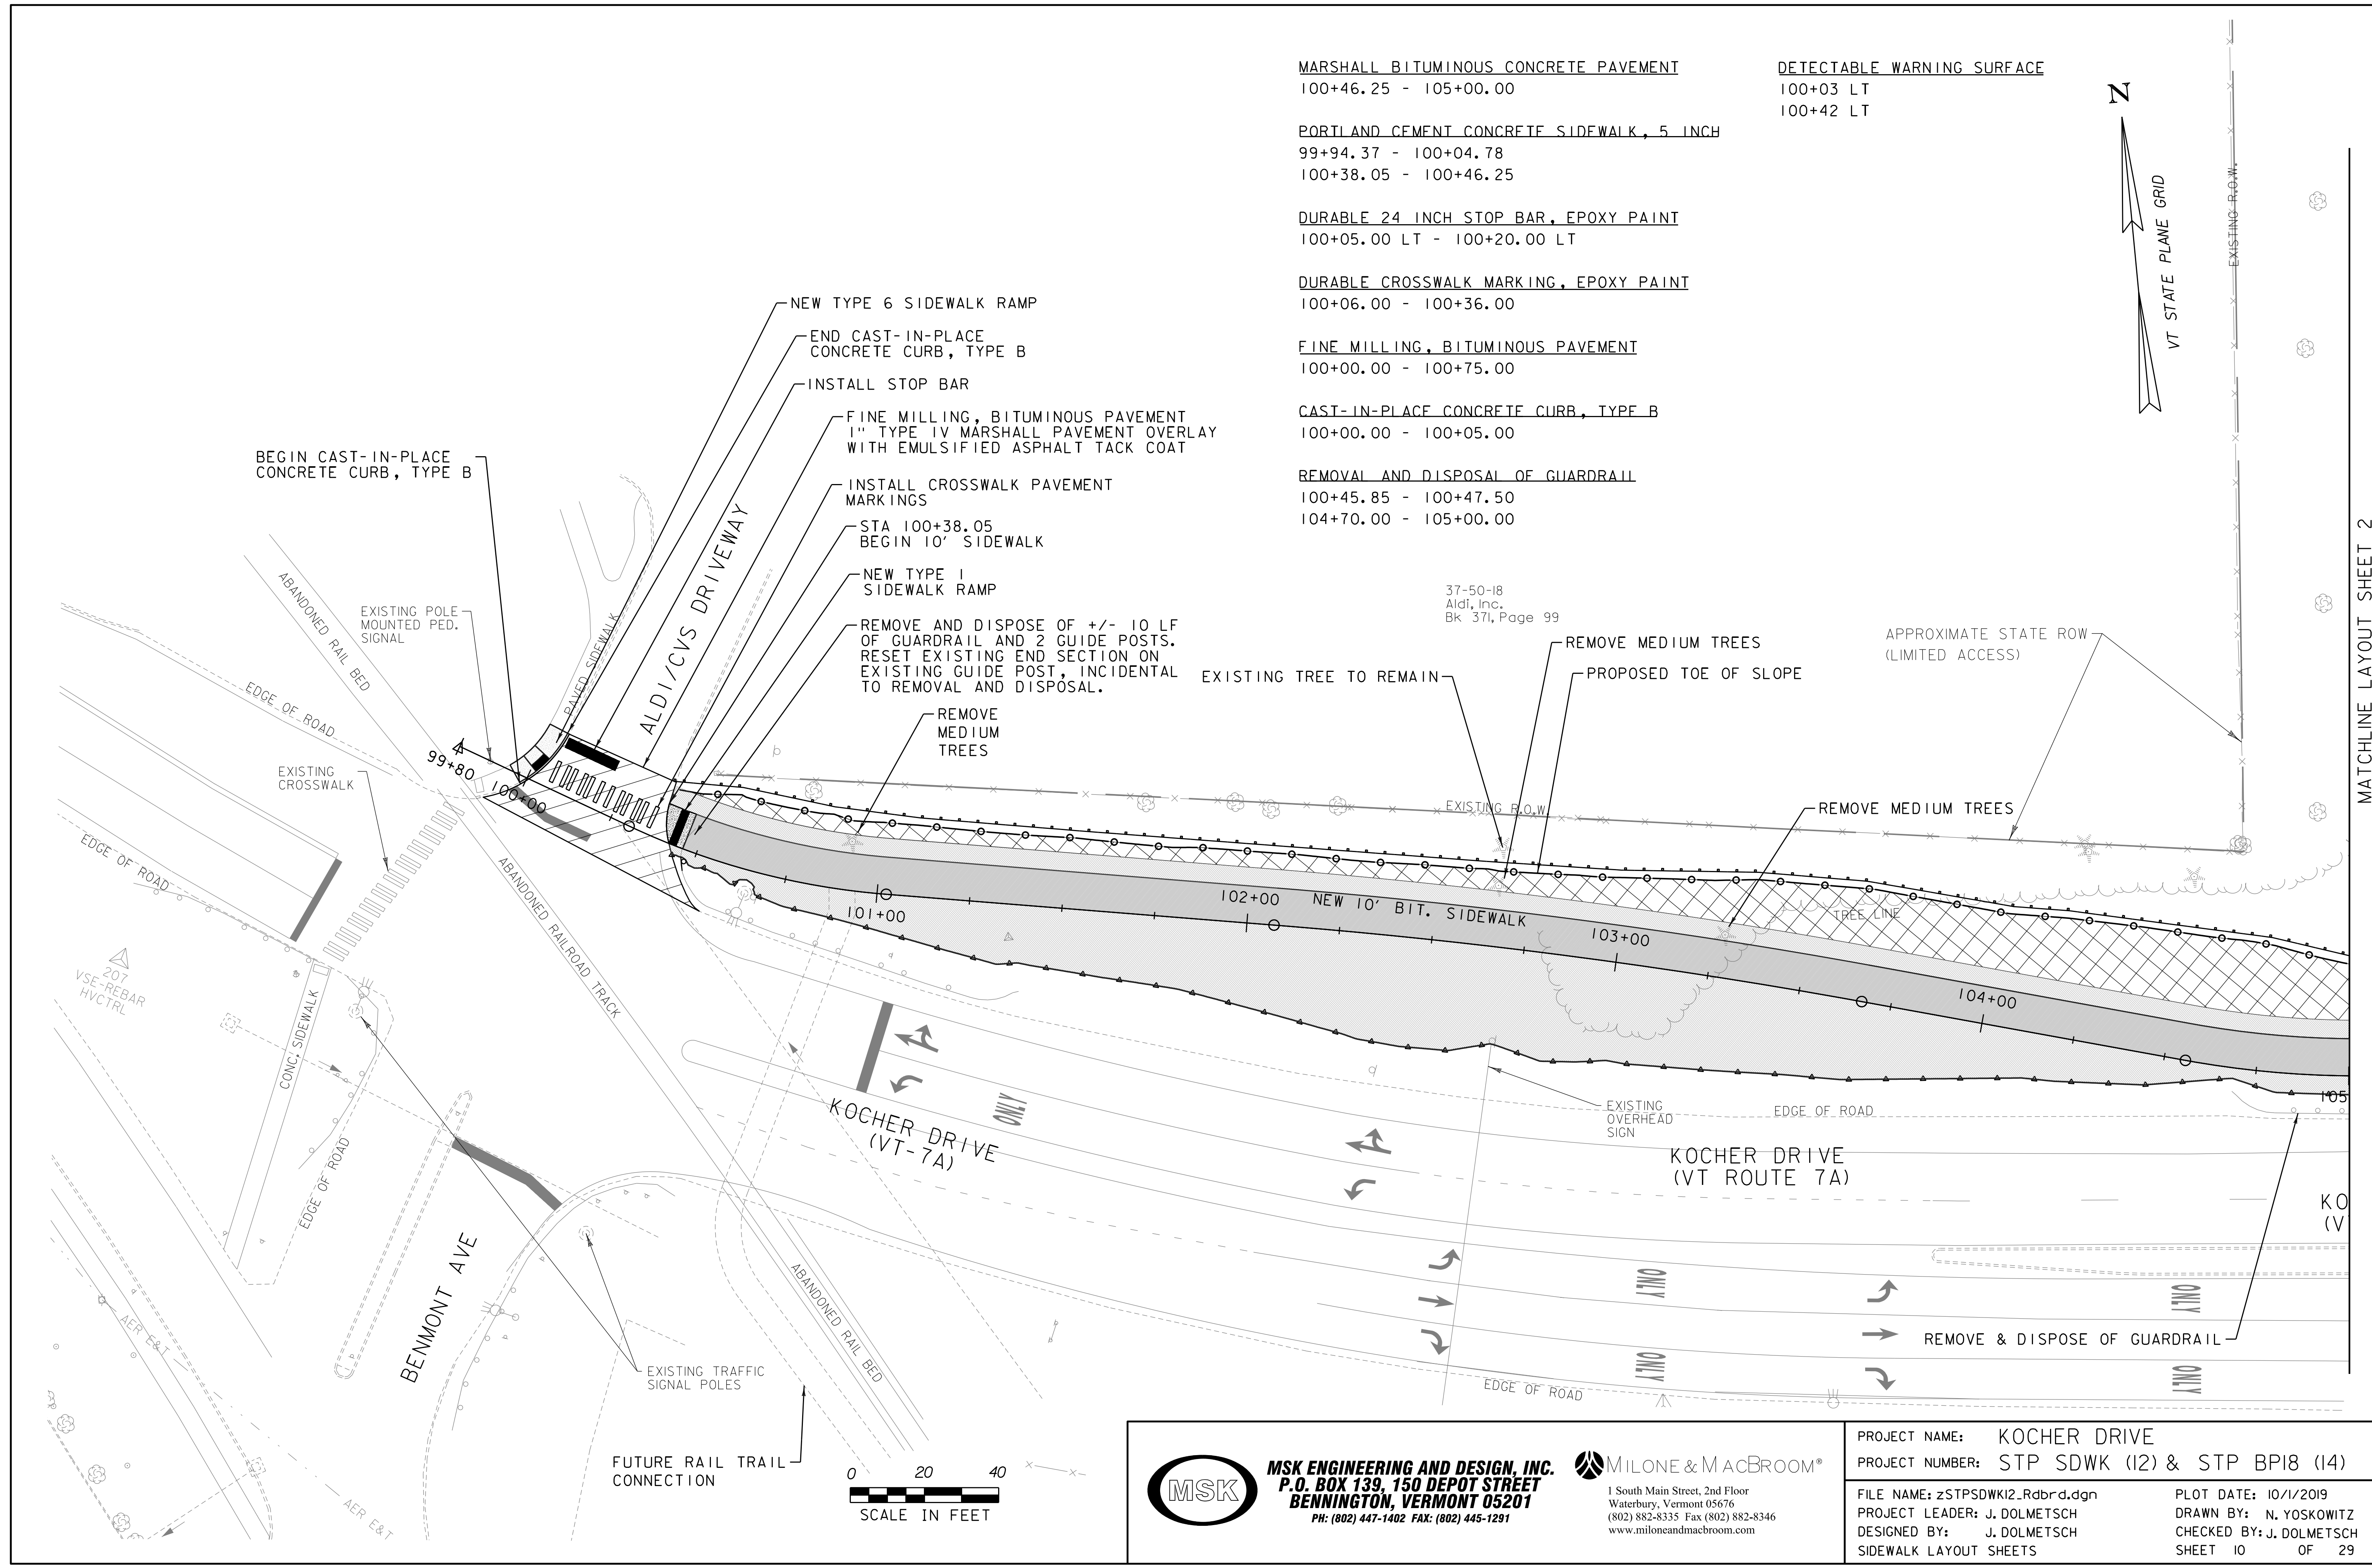 MARSHALL BITUMINOUS CONCRETE PAVEMENT
100+46.25 - 105+00.00
PORTLAND CEMENT CONCRETE SIDEWALK, 5 INCH
99+94.37 - 100+04.78
100+38.05 - 100+46.25
DURABLE 24 INCH STOP BAR, EPOXY PAINT
100+05.00 LT - 100+20.00 LT
DURABLE CROSSWALK MARKING, EPOXY PAINT
100+06.00 - 100+36.00
FINE MILLING, BITUMINOUS PAVEMENT
100+00.00 - 100+75.00
CAST-IN-PLACE CONCRETE CURB, TYPE B
100+00.00 - 100+05.00
REMOVAL AND DISPOSAL OF GUARDRAIL
100+45.85 - 100+47.50
104+70.00 - 105+00.00
DETECTABLE WARNING SURFACE
100+03 LT
100+42 LT
N
VT STATE PLANE GRID
EXISTING R.O.W.
MATCHLINE LAYOUT SHEET 2
NEW TYPE 6 SIDEWALK RAMP
END CAST-IN-PLACE
CONCRETE CURB, TYPE B
INSTALL STOP BAR
FINE MILLING, BITUMINOUS PAVEMENT
1" TYPE IV MARSHALL PAVEMENT OVERLAY
WITH EMULSIFIED ASPHALT TACK COAT
BEGIN CAST-IN-PLACE
CONCRETE CURB, TYPE B
INSTALL CROSSWALK PAVEMENT
MARKINGS
STA 100+38.05
BEGIN 10' SIDEWALK
NEW TYPE 1
SIDEWALK RAMP
REMOVE AND DISPOSE OF +/- 10 LF
OF GUARDRAIL AND 2 GUIDE POSTS.
RESET EXISTING END SECTION ON
EXISTING GUIDE POST, INCIDENTAL
TO REMOVAL AND DISPOSAL.
REMOVE
MEDIUM
TREES
ALDI/CVS DRIVEWAY
PAVED SIDEWALK
ABANDONED RAIL BED
EXISTING POLE
MOUNTED PED.
SIGNAL
EDGE OF ROAD
EXISTING
CROSSWALK
EDGE OF ROAD
99+80
100+00
37-50-18
Aldi, Inc.
Bk 371, Page 99
EXISTING TREE TO REMAIN
REMOVE MEDIUM TREES
PROPOSED TOE OF SLOPE
APPROXIMATE STATE ROW
(LIMITED ACCESS)
EXISTING R.O.W.
REMOVE MEDIUM TREES
TREE LINE
101+00
102+00
NEW 10' BIT. SIDEWALK
103+00
104+00
105
207
VSE-REBAR
HVCTRL
CONC. SIDEWALK
ABANDONED RAILROAD TRACK
EDGE OF ROAD
KOCHER DRIVE
(VT-7A)
ONLY
EXISTING
OVERHEAD
SIGN
EDGE OF ROAD
KOCHER DRIVE
(VT ROUTE 7A)
KO
(V
ONLY
ONLY
ONLY
ONLY
REMOVE & DISPOSE OF GUARDRAIL
EDGE OF ROAD
BENMONT AVE
AER E&T
AER E&T
ABANDONED RAIL BED
EXISTING TRAFFIC
SIGNAL POLES
FUTURE RAIL TRAIL
CONNECTION
0 20 40
SCALE IN FEET
MSK
MSK ENGINEERING AND DESIGN, INC.
P.O. BOX 139, 150 DEPOT STREET
BENNINGTON, VERMONT 05201
PH: (802) 447-1402 FAX: (802) 445-1291
MILONE & MACBROOM®
1 South Main Street, 2nd Floor
Waterbury, Vermont 05676
(802) 882-8335 Fax (802) 882-8346
www.miloneandmacbroom.com
PROJECT NAME: KOCHER DRIVE
PROJECT NUMBER: STP SDWK (12) & STP BP18 (14)
FILE NAME: zSTPSDWK12_Rdbrd.dgn
PLOT DATE: 10/1/2019
PROJECT LEADER: J. DOLMETSCH
DRAWN BY: N. YOSKOWITZ
DESIGNED BY: J. DOLMETSCH
CHECKED BY: J. DOLMETSCH
SIDEWALK LAYOUT SHEETS
SHEET 10 OF 29